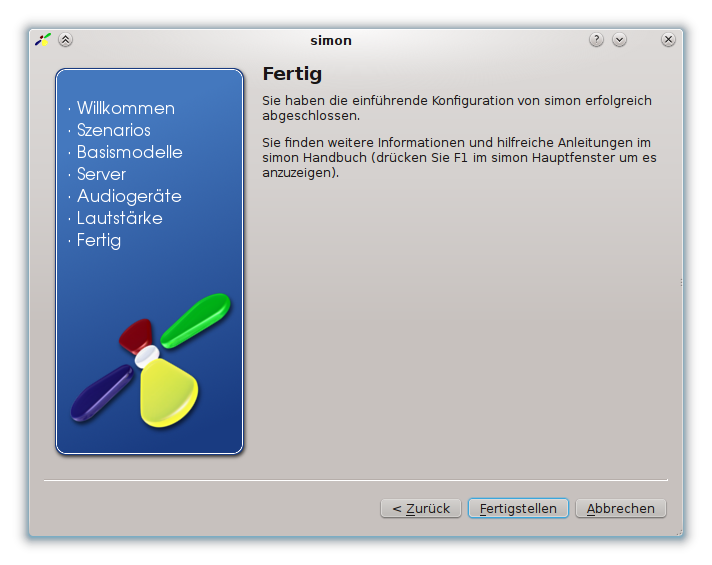 simon
· Willkommen
· Szenarios
· Basismodelle
· Server
· Audiogeräte
· Lautstärke
· Fertig
Fertig
Sie haben die einführende Konfiguration von simon erfolgreich
abgeschlossen.
Sie finden weitere Informationen und hilfreiche Anleitungen im
simon Handbuch (drücken Sie F1 im simon Hauptfenster um es
anzuzeigen).
< Zurück
Fertigstellen
Abbrechen